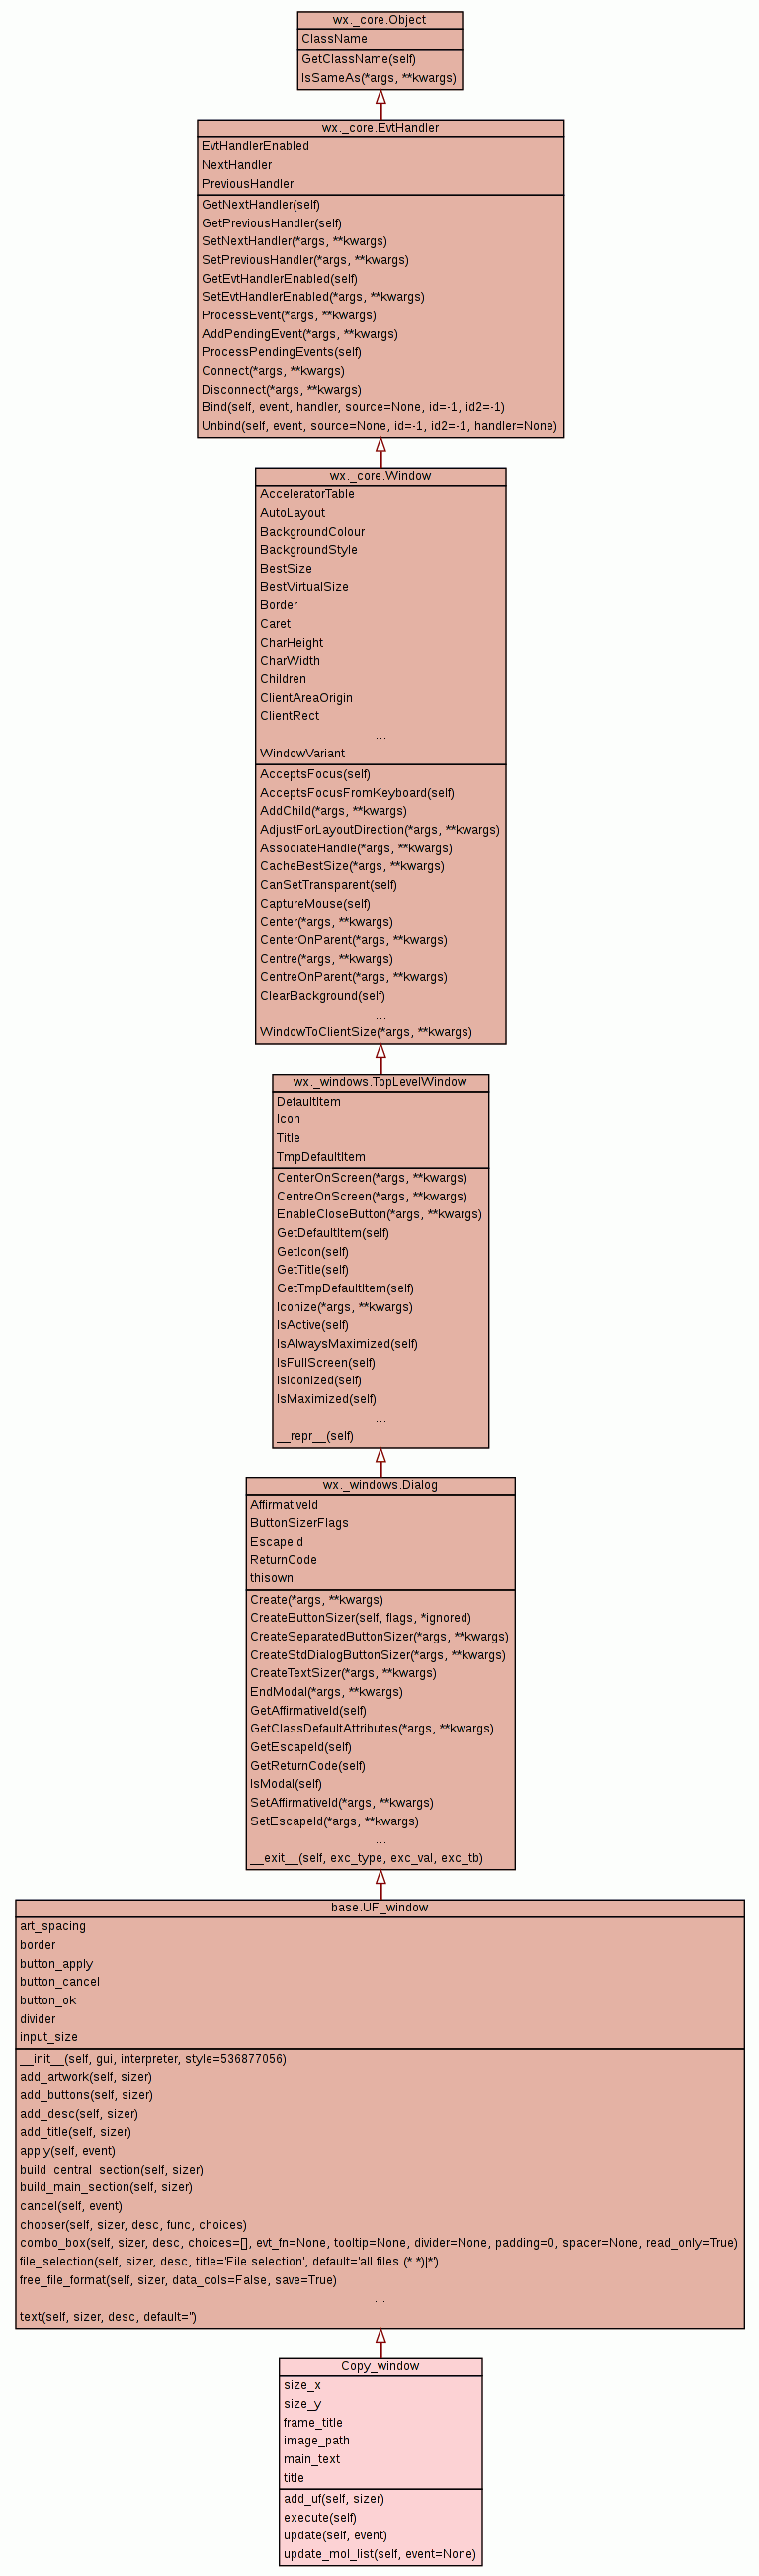 wx._core.Object
ClassName
GetClassName(self)
IsSameAs(*args, **kwargs)
wx._core.EvtHandler
EvtHandlerEnabled
NextHandler
PreviousHandler
GetNextHandler(self)
GetPreviousHandler(self)
SetNextHandler(*args, **kwargs)
SetPreviousHandler(*args, **kwargs)
GetEvtHandlerEnabled(self)
SetEvtHandlerEnabled(*args, **kwargs)
ProcessEvent(*args, **kwargs)
AddPendingEvent(*args, **kwargs)
ProcessPendingEvents(self)
Connect(*args, **kwargs)
Disconnect(*args, **kwargs)
Bind(self, event, handler, source=None, id=-1, id2=-1)
Unbind(self, event, source=None, id=-1, id2=-1, handler=None)
wx._core.Window
AcceleratorTable
AutoLayout
BackgroundColour
BackgroundStyle
BestSize
BestVirtualSize
Border
Caret
CharHeight
CharWidth
Children
ClientAreaOrigin
ClientRect
...
WindowVariant
AcceptsFocus(self)
AcceptsFocusFromKeyboard(self)
AddChild(*args, **kwargs)
AdjustForLayoutDirection(*args, **kwargs)
AssociateHandle(*args, **kwargs)
CacheBestSize(*args, **kwargs)
CanSetTransparent(self)
CaptureMouse(self)
Center(*args, **kwargs)
CenterOnParent(*args, **kwargs)
Centre(*args, **kwargs)
CentreOnParent(*args, **kwargs)
ClearBackground(self)
...
WindowToClientSize(*args, **kwargs)
wx._windows.TopLevelWindow
DefaultItem
Icon
Title
TmpDefaultItem
CenterOnScreen(*args, **kwargs)
CentreOnScreen(*args, **kwargs)
EnableCloseButton(*args, **kwargs)
GetDefaultItem(self)
GetIcon(self)
GetTitle(self)
GetTmpDefaultItem(self)
Iconize(*args, **kwargs)
IsActive(self)
IsAlwaysMaximized(self)
IsFullScreen(self)
IsIconized(self)
IsMaximized(self)
...
__repr__(self)
wx._windows.Dialog
AffirmativeId
ButtonSizerFlags
EscapeId
ReturnCode
thisown
Create(*args, **kwargs)
CreateButtonSizer(self, flags, *ignored)
CreateSeparatedButtonSizer(*args, **kwargs)
CreateStdDialogButtonSizer(*args, **kwargs)
CreateTextSizer(*args, **kwargs)
EndModal(*args, **kwargs)
GetAffirmativeId(self)
GetClassDefaultAttributes(*args, **kwargs)
GetEscapeId(self)
GetReturnCode(self)
IsModal(self)
SetAffirmativeId(*args, **kwargs)
SetEscapeId(*args, **kwargs)
...
__exit__(self, exc_type, exc_val, exc_tb)
base.UF_window
art_spacing
border
button_apply
button_cancel
button_ok
divider
input_size
__init__(self, gui, interpreter, style=536877056)
add_artwork(self, sizer)
add_buttons(self, sizer)
add_desc(self, sizer)
add_title(self, sizer)
apply(self, event)
build_central_section(self, sizer)
build_main_section(self, sizer)
cancel(self, event)
chooser(self, sizer, desc, func, choices)
combo_box(self, sizer, desc, choices=[], evt_fn=None, tooltip=None, divider=None, padding=0, spacer=None, read_only=True)
file_selection(self, sizer, desc, title='File selection', default='all files (*.*)|*')
free_file_format(self, sizer, data_cols=False, save=True)
...
text(self, sizer, desc, default='')
Copy_window
size_x
size_y
frame_title
image_path
main_text
title
add_uf(self, sizer)
execute(self)
update(self, event)
update_mol_list(self, event=None)